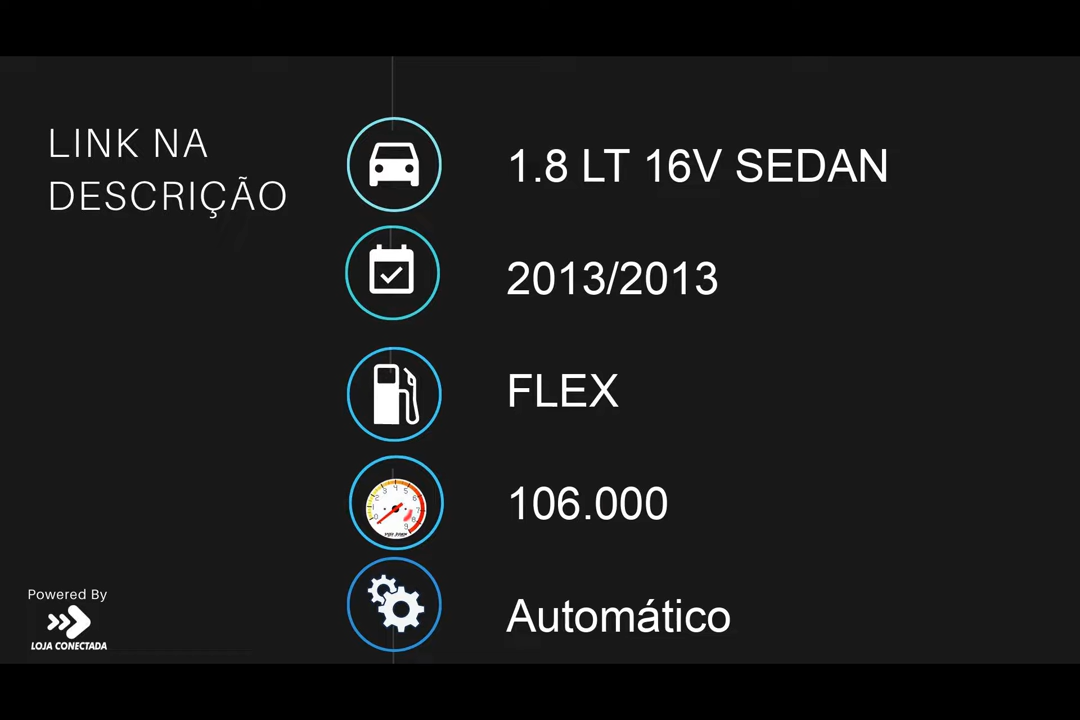 LINK NA
DESCRIÇÃO
1.8 LT 16V SEDAN
2013/2013
FLEX
106.000
Automático
Powered By
LOJA CONECTADA